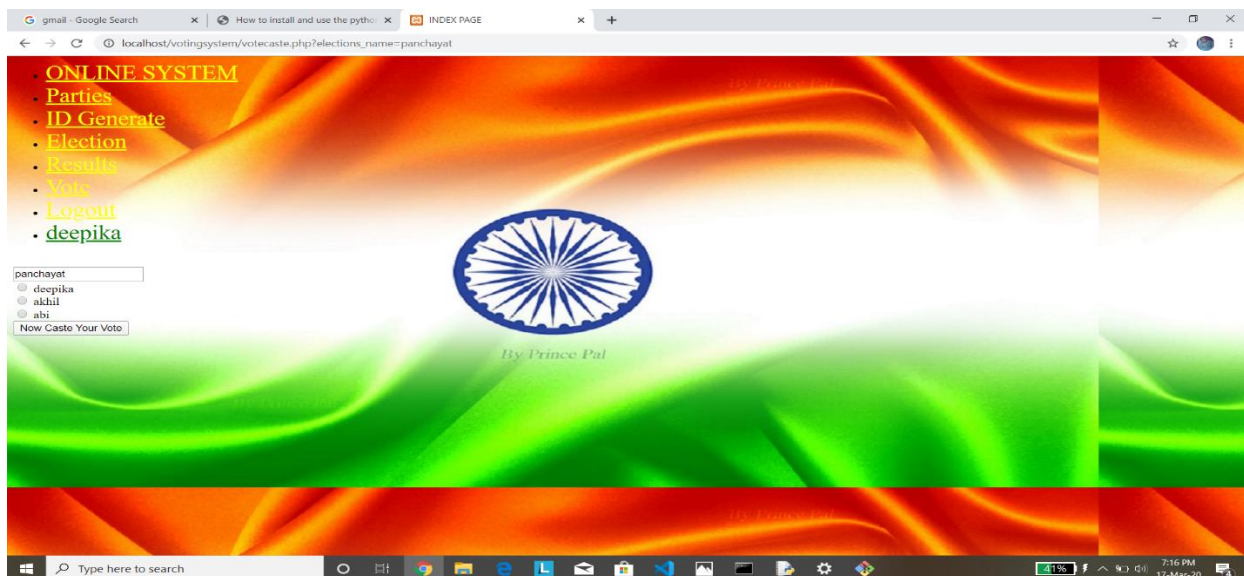 gmail - Google Search
How to install and use the pytho
INDEX PAGE
localhost/votingsystem/votecaste.php?elections_name=panchayat
ONLINE SYSTEM
Parties
ID Generate
Election
Results
Vote
Logout
deepika
panchayat
deepika
akhil
abi
Now Caste Your Vote
By Prince Pal
By Prince Pal
By Prince Pal
Type here to search
41%
7:16 PM
17-Mar-20
4